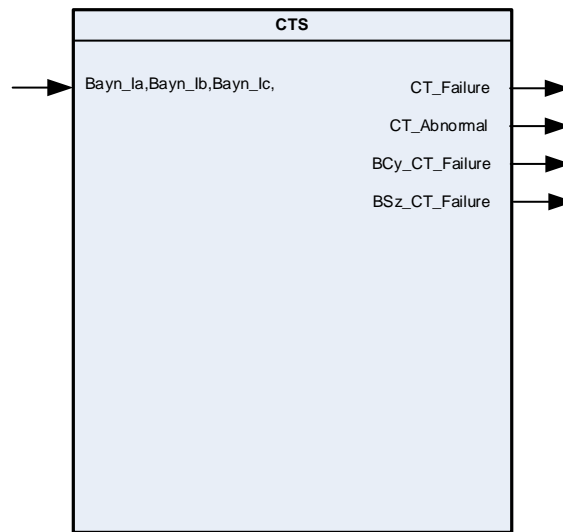 CTS
Bayn_Ia,Bayn_Ib,Bayn_Ic,
CT_Failure
CT_Abnormal
BCy_CT_Failure
BSz_CT_Failure